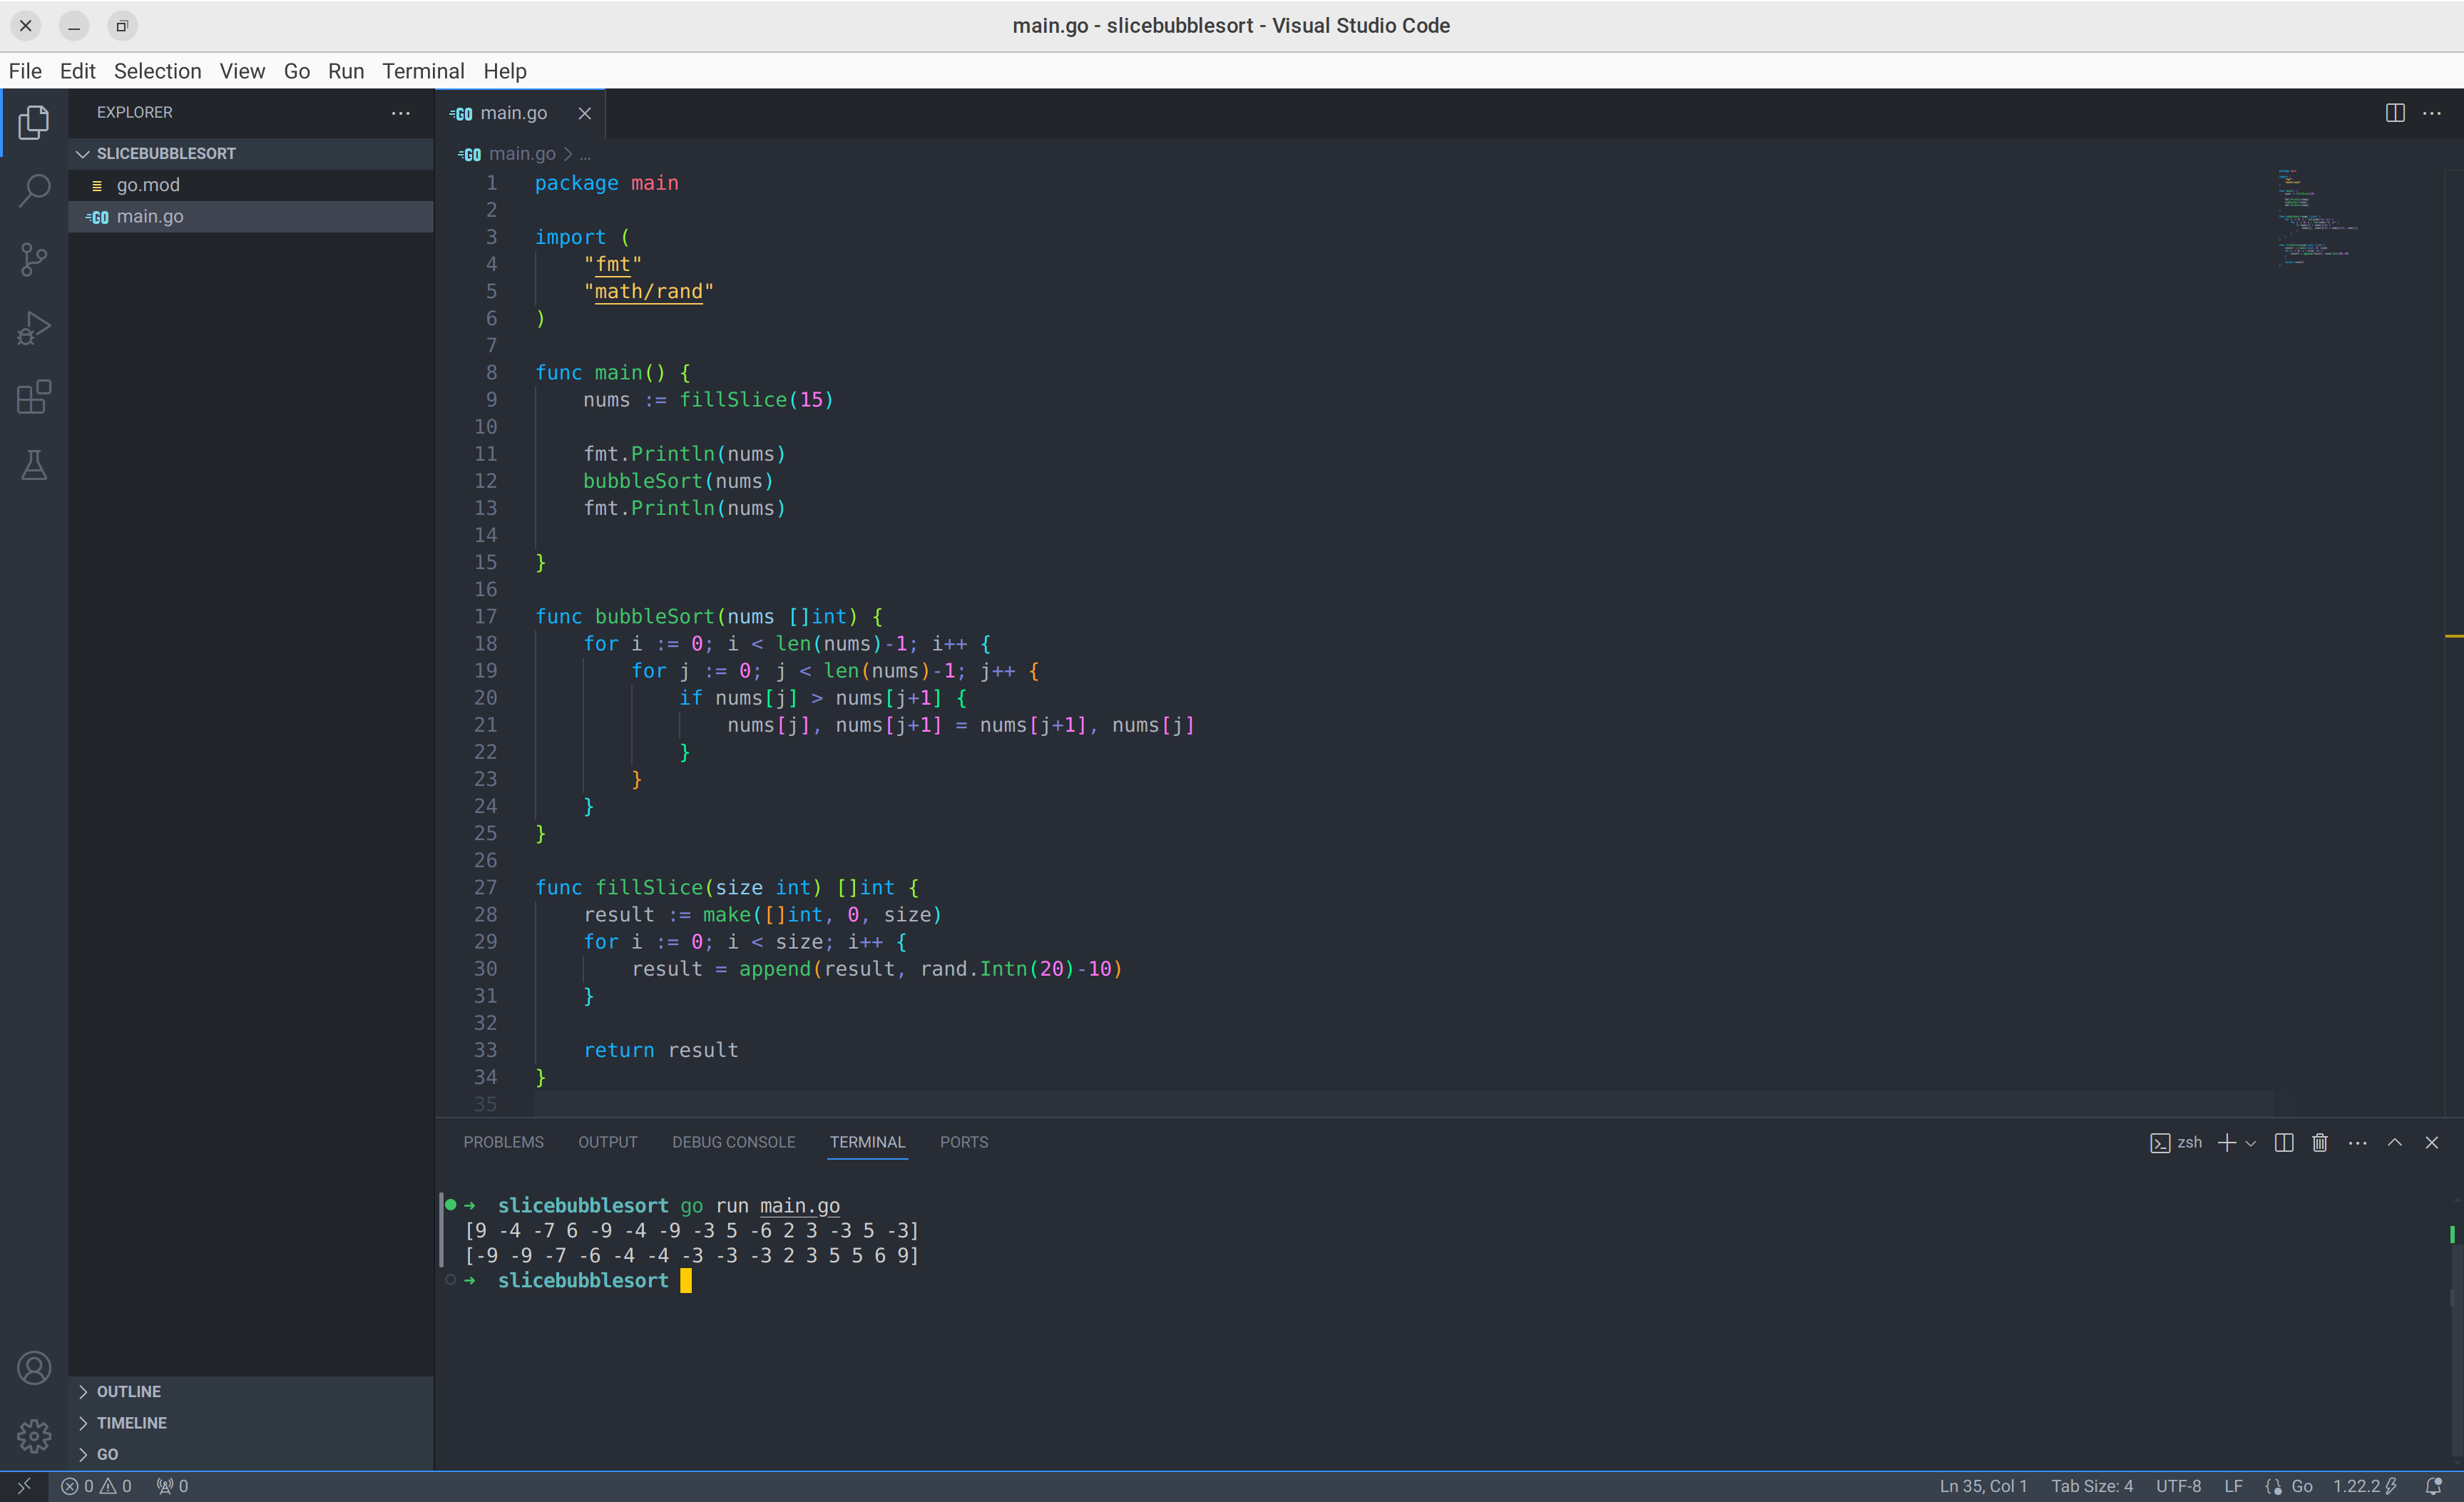 main.go - slicebubblesort - Visual Studio Code
File Edit Selection View Go Run Terminal Help
EXPLORER
SLICEBUBBLESORT
go.mod
GO main.go
GO main.go
GO main.go > ...
1 package main
2
3 import (
4     "fmt"
5     "math/rand"
6 )
7
8 func main() {
9     nums := fillSlice(15)
10
11     fmt.Println(nums)
12     bubbleSort(nums)
13     fmt.Println(nums)
14
15 }
16
17 func bubbleSort(nums []int) {
18     for i := 0; i < len(nums)-1; i++ {
19         for j := 0; j < len(nums)-1; j++ {
20             if nums[j] > nums[j+1] {
21                 nums[j], nums[j+1] = nums[j+1], nums[j]
22             }
23         }
24     }
25 }
26
27 func fillSlice(size int) []int {
28     result := make([]int, 0, size)
29     for i := 0; i < size; i++ {
30         result = append(result, rand.Intn(20)-10)
31     }
32
33     return result
34 }
35
PROBLEMS OUTPUT DEBUG CONSOLE TERMINAL PORTS
zsh
➜ slicebubblesort go run main.go
[9 -4 -7 6 -9 -4 -9 -3 5 -6 2 3 -3 5 -3]
[-9 -9 -7 -6 -4 -4 -3 -3 -3 2 3 5 5 6 9]
➜ slicebubblesort
OUTLINE
TIMELINE
GO
0 0 0
Ln 35, Col 1 Tab Size: 4 UTF-8 LF {} Go 1.22.2